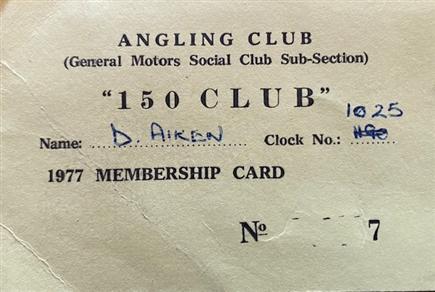 ANGLING CLUB
(General Motors Social Club Sub-Section)
"150 CLUB"
1025
Name: D. AIKEN Clock No.:
1977 MEMBERSHIP CARD
Nº 7